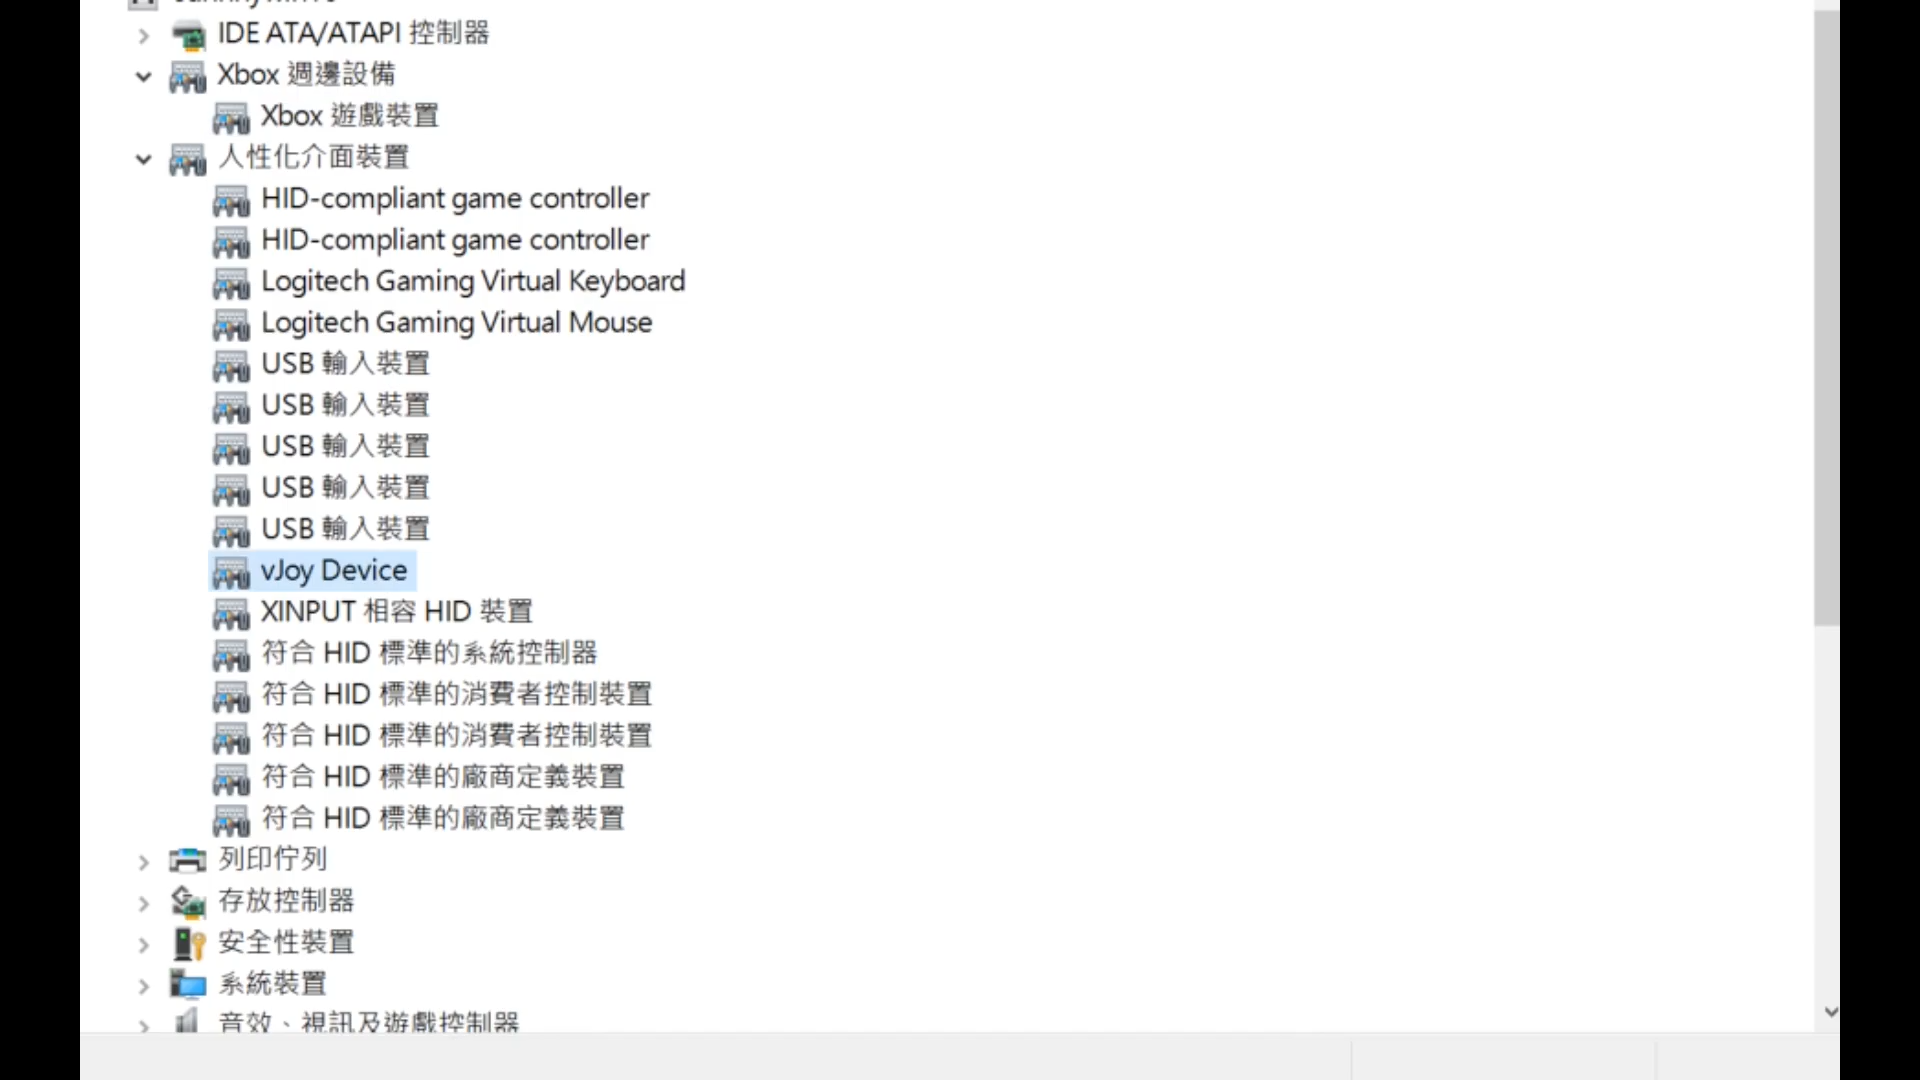 IDE ATA/ATAPI 控制器
Xbox 週邊設備
Xbox 遊戲裝置
人性化介面裝置
HID-compliant game controller
HID-compliant game controller
Logitech Gaming Virtual Keyboard
Logitech Gaming Virtual Mouse
USB 輸入裝置
USB 輸入裝置
USB 輸入裝置
USB 輸入裝置
USB 輸入裝置
vJoy Device
XINPUT 相容 HID 裝置
符合 HID 標準的系統控制器
符合 HID 標準的消費者控制裝置
符合 HID 標準的消費者控制裝置
符合 HID 標準的廠商定義裝置
符合 HID 標準的廠商定義裝置
列印佇列
存放控制器
安全性裝置
系統裝置
音效、視訊及遊戲控制器